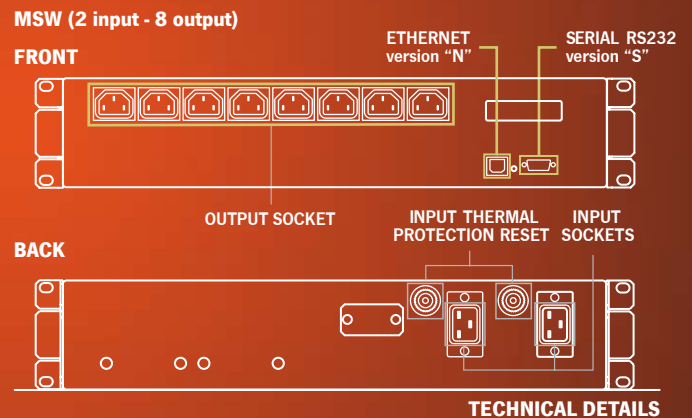 MSW (2 input - 8 output)
FRONT
ETHERNET
version “N”
SERIAL RS232
version “S”
OUTPUT SOCKET
INPUT THERMAL
PROTECTION RESET
INPUT
SOCKETS
BACK
TECHNICAL DETAILS